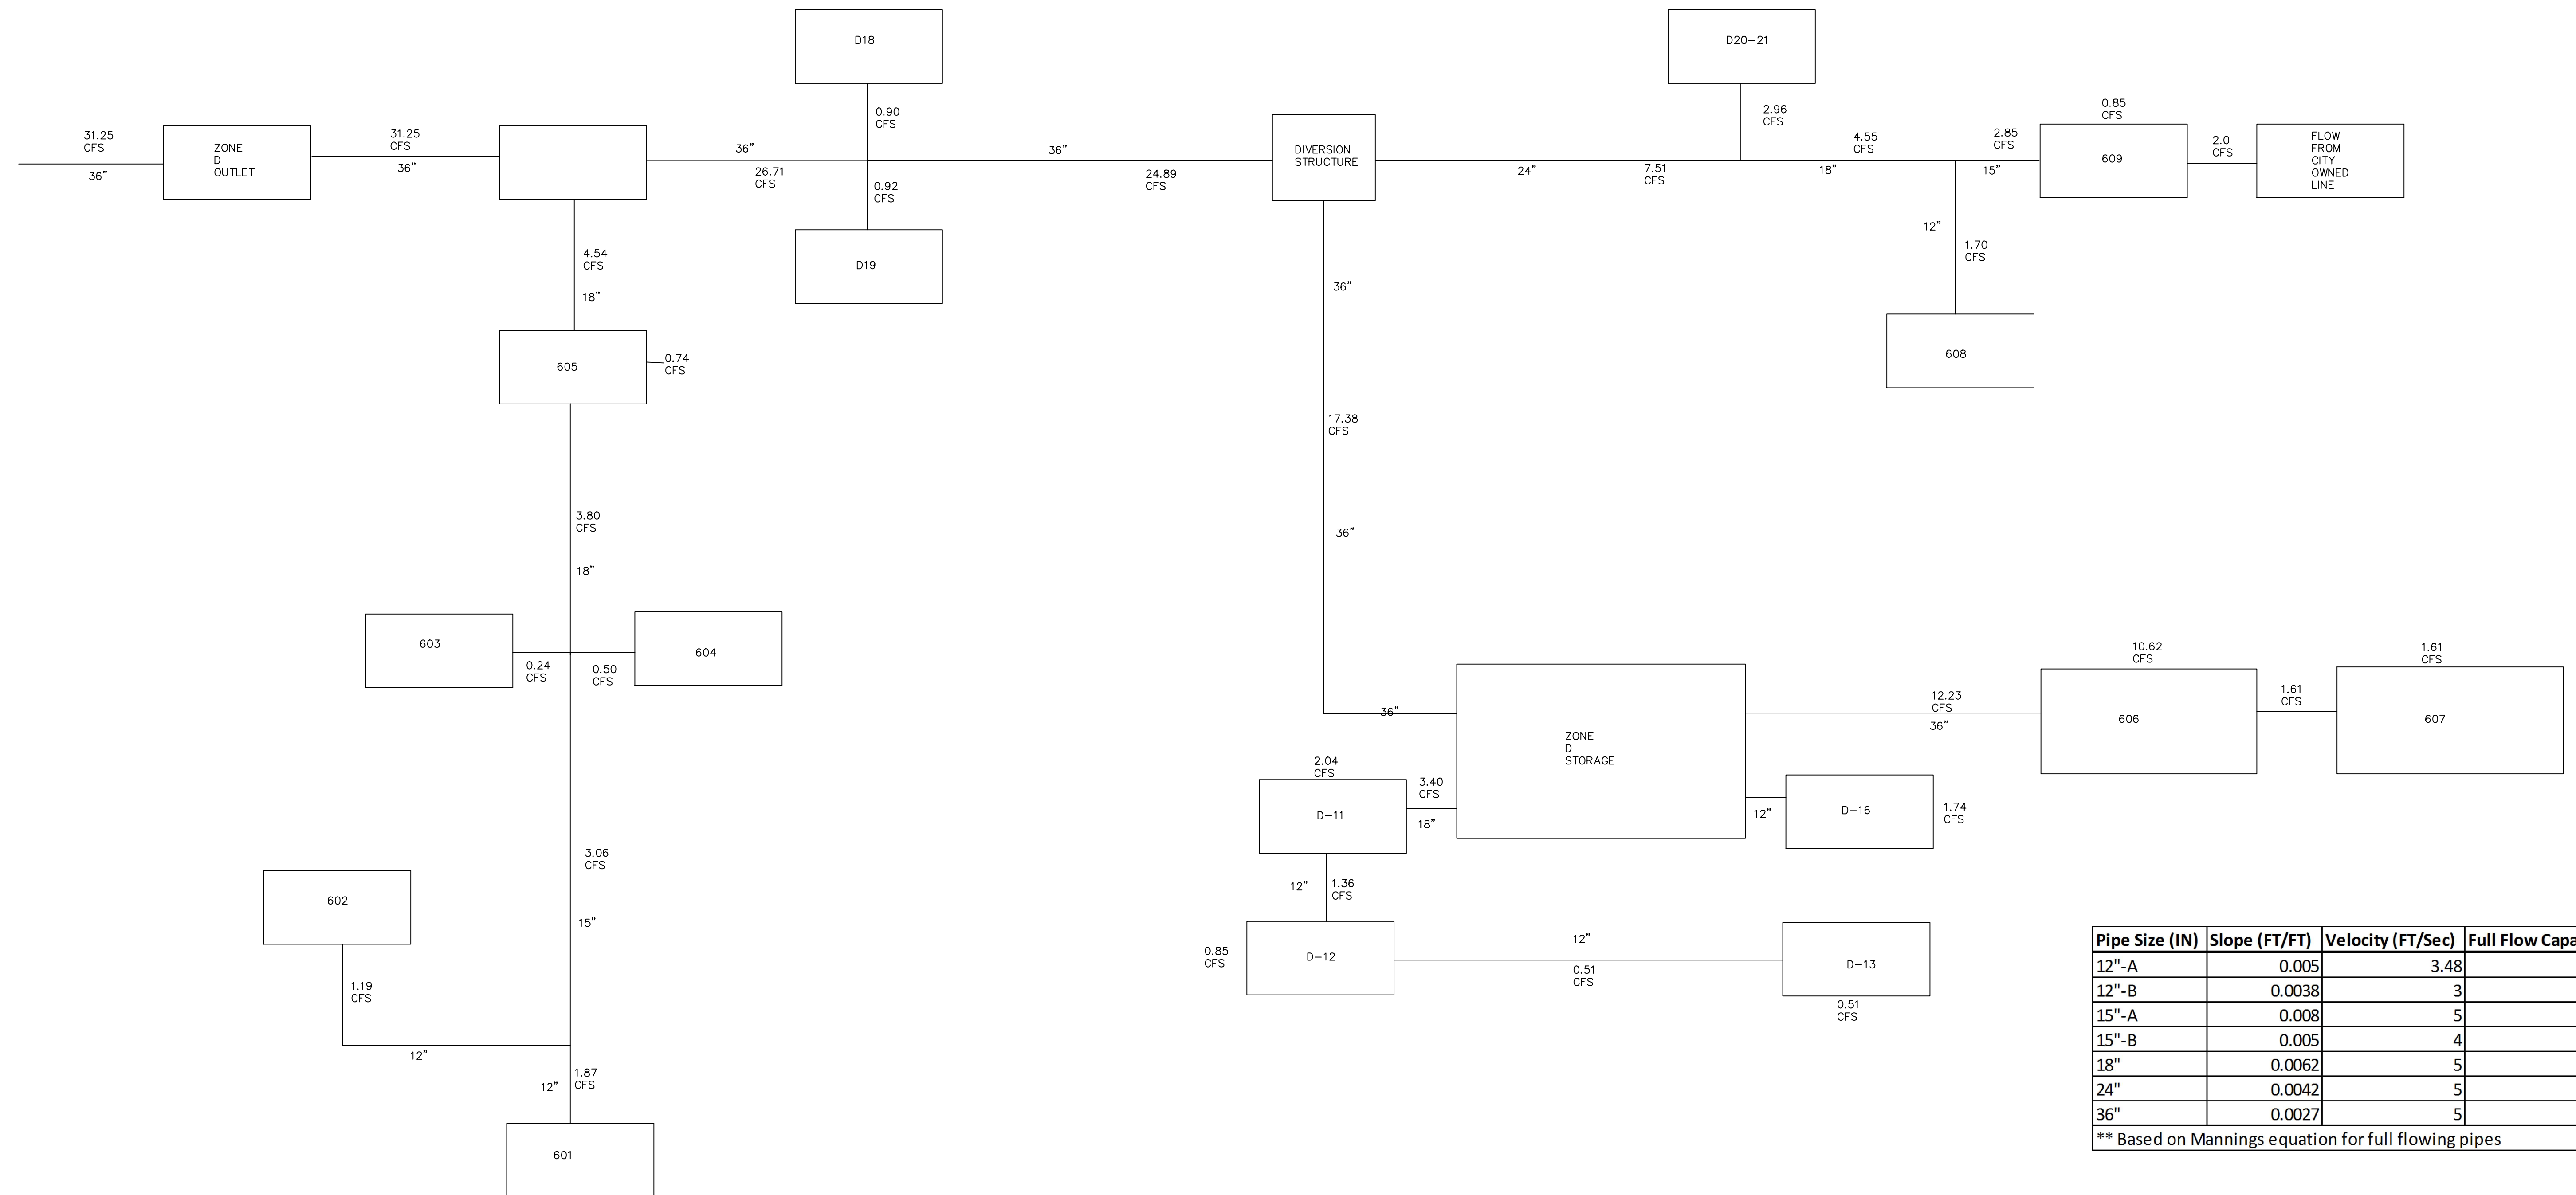 D18
D20-21
0.90
CFS
2.96
CFS
0.85
CFS
31.25
CFS
36"
ZONE
D
OUTLET
31.25
CFS
36"
36"
26.71
CFS
36"
24.89
CFS
0.92
CFS
D19
DIVERSION
STRUCTURE
24"
7.51
CFS
4.55
CFS
18"
2.85
CFS
15"
609
2.0
CFS
FLOW
FROM
CITY
OWNED
LINE
12"
1.70
CFS
608
4.54
CFS
18"
605
0.74
CFS
36"
17.38
CFS
36"
36"
3.80
CFS
18"
603
0.24
CFS
0.50
CFS
604
3.06
CFS
15"
602
1.19
CFS
12"
12"
1.87
CFS
601
ZONE
D
STORAGE
12.23
CFS
36"
10.62
CFS
606
1.61
CFS
1.61
CFS
607
2.04
CFS
D-11
3.40
CFS
18"
12"
D-16
1.74
CFS
12"
1.36
CFS
0.85
CFS
D-12
12"
0.51
CFS
D-13
0.51
CFS
Pipe Size (IN) Slope (FT/FT) Velocity (FT/Sec) Full Flow Capa
12"-A 0.005 3.48
12"-B 0.0038 3
15"-A 0.008 5
15"-B 0.005 4
18" 0.0062 5
24" 0.0042 5
36" 0.0027 5
** Based on Mannings equation for full flowing pipes